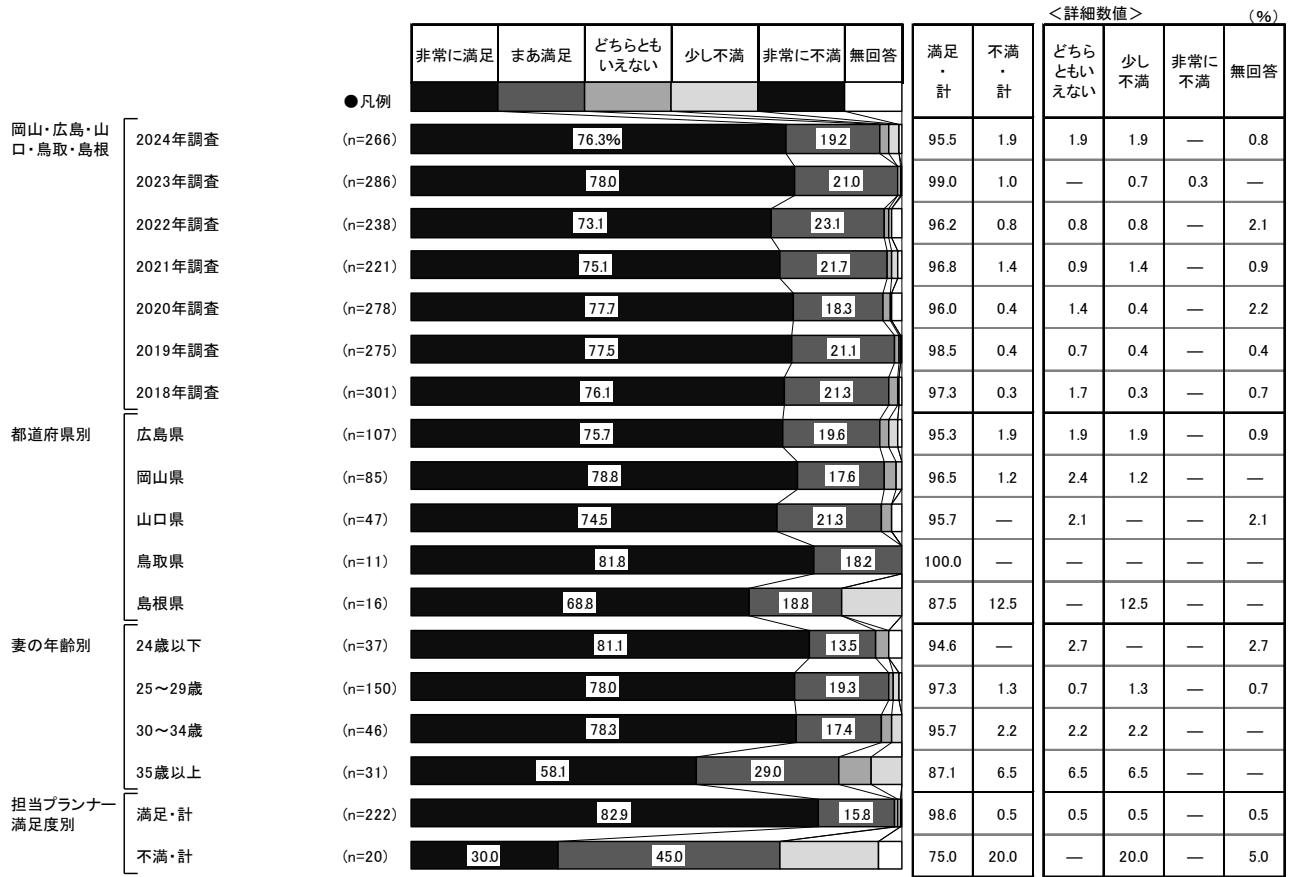 ＜詳細数値＞ （%）
非常に満足 まあ満足 どちらとも いえない 少し不満 非常に不満 無回答 満足・計 不満・計 どちらともいえない 少し不満 非常に不満 無回答
●凡例
岡山・広島・山口・鳥取・島根
2024年調査 (n=266) 76.3% 19.2 95.5 1.9 1.9 1.9 — 0.8
2023年調査 (n=286) 78.0 21.0 99.0 1.0 — 0.7 0.3 —
2022年調査 (n=238) 73.1 23.1 96.2 0.8 0.8 0.8 — 2.1
2021年調査 (n=221) 75.1 21.7 96.8 1.4 0.9 1.4 — 0.9
2020年調査 (n=278) 77.7 18.3 96.0 0.4 1.4 0.4 — 2.2
2019年調査 (n=275) 77.5 21.1 98.5 0.4 0.7 0.4 — 0.4
2018年調査 (n=301) 76.1 21.3 97.3 0.3 1.7 0.3 — 0.7
都道府県別 広島県 (n=107) 75.7 19.6 95.3 1.9 1.9 1.9 — 0.9
岡山県 (n=85) 78.8 17.6 96.5 1.2 2.4 1.2 — —
山口県 (n=47) 74.5 21.3 95.7 — 2.1 — — 2.1
鳥取県 (n=11) 81.8 18.2 100.0 — — — — —
島根県 (n=16) 68.8 18.8 87.5 12.5 — 12.5 — —
妻の年齢別 24歳以下 (n=37) 81.1 13.5 94.6 — 2.7 — — 2.7
25～29歳 (n=150) 78.0 19.3 97.3 1.3 0.7 1.3 — 0.7
30～34歳 (n=46) 78.3 17.4 95.7 2.2 2.2 2.2 — —
35歳以上 (n=31) 58.1 29.0 87.1 6.5 6.5 6.5 — —
担当プランナー満足度別
満足・計 (n=222) 82.9 15.8 98.6 0.5 0.5 0.5 — 0.5
不満・計 (n=20) 30.0 45.0 75.0 20.0 — 20.0 — 5.0